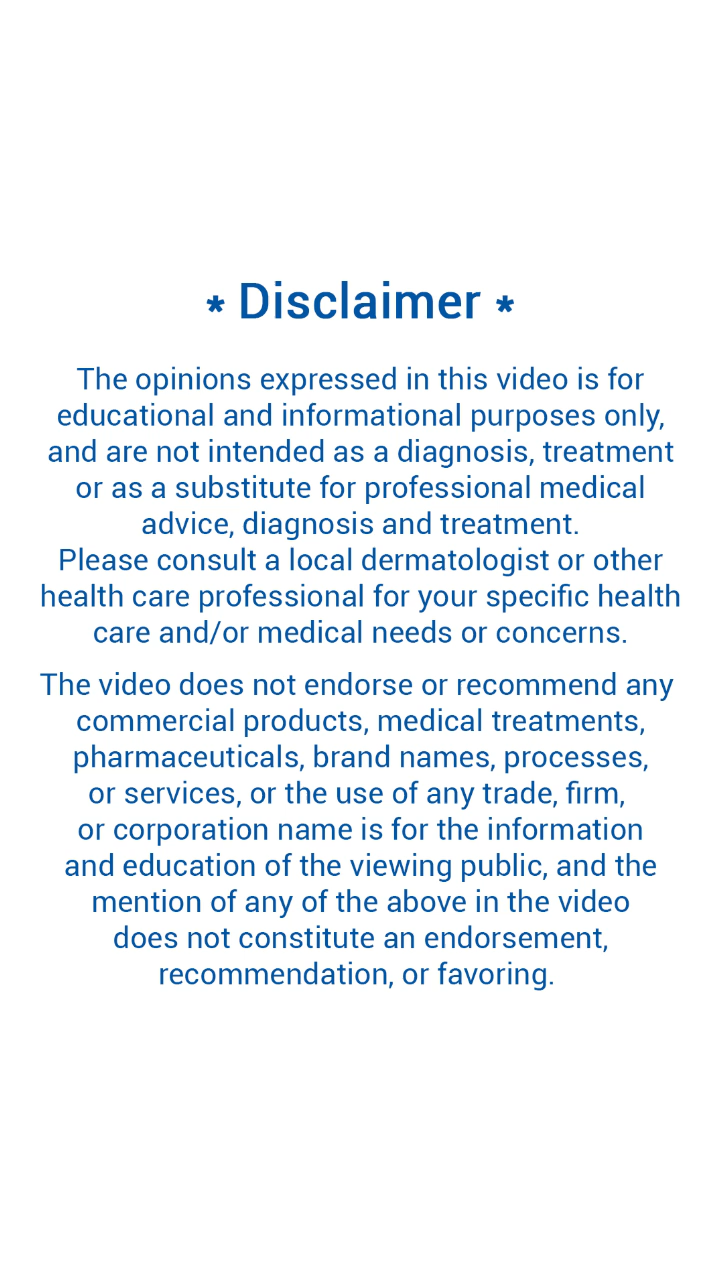 * Disclaimer *
The opinions expressed in this video is for
educational and informational purposes only,
and are not intended as a diagnosis, treatment
or as a substitute for professional medical
advice, diagnosis and treatment.
Please consult a local dermatologist or other
health care professional for your specific health
care and/or medical needs or concerns.
The video does not endorse or recommend any
commercial products, medical treatments,
pharmaceuticals, brand names, processes,
or services, or the use of any trade, firm,
or corporation name is for the information
and education of the viewing public, and the
mention of any of the above in the video
does not constitute an endorsement,
recommendation, or favoring.